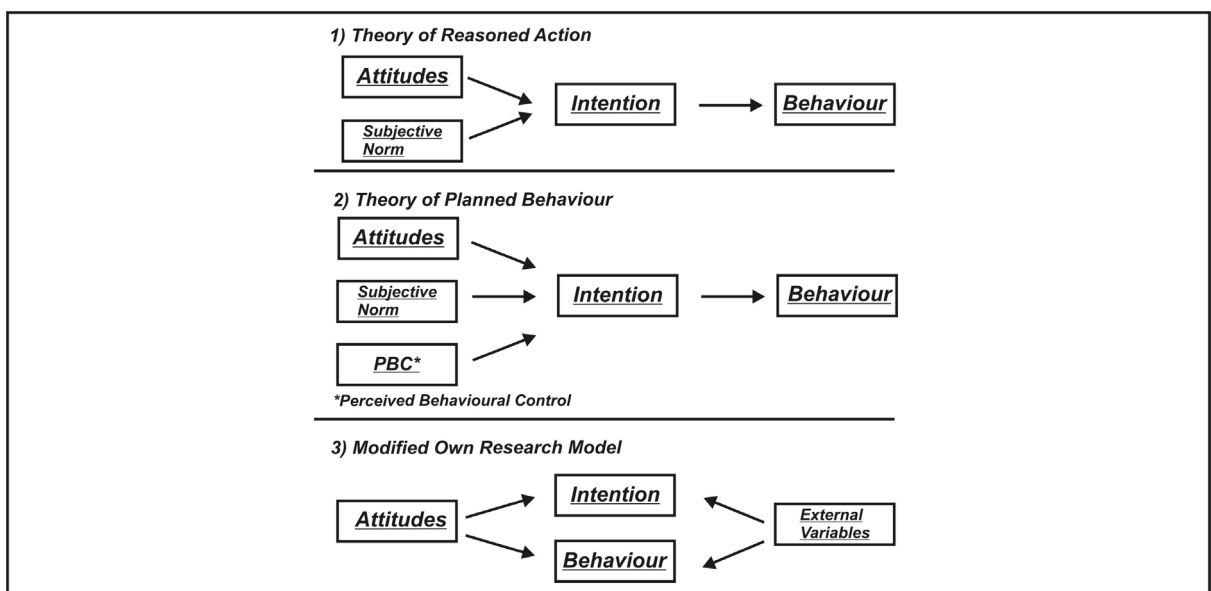 1) Theory of Reasoned Action
Attitudes
Subjective
Norm
Intention
Behaviour
2) Theory of Planned Behaviour
Attitudes
Subjective
Norm
PBC*
Intention
Behaviour
*Perceived Behavioural Control
3) Modified Own Research Model
Attitudes
Intention
Behaviour
External
Variables